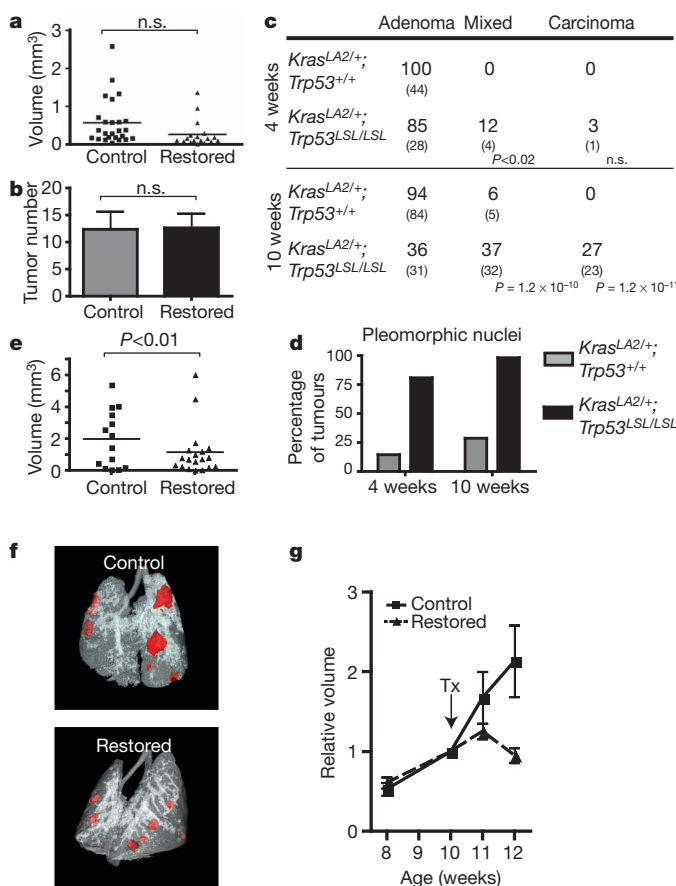 a
n.s.
Volume (mm³)
3
2
1
0
Control Restored
b
n.s.
Tumor number
20
15
10
5
0
Control Restored
e
P<0.01
Volume (mm³)
6
4
2
0
Control Restored
c
Adenoma Mixed Carcinoma
4 weeks
Kras^LA2/+;
Trp53^+/+
100 0 0
(44)
Kras^LA2/+;
Trp53^LSL/LSL
85 12 3
(28) (4) (1)
P<0.02 n.s.
10 weeks
Kras^LA2/+;
Trp53^+/+
94 6 0
(84) (5)
Kras^LA2/+;
Trp53^LSL/LSL
36 37 27
(31) (32) (23)
P = 1.2 × 10⁻¹⁰ P = 1.2 × 10⁻¹¹
d
Pleomorphic nuclei
Percentage
of tumours
100
75
50
25
0
4 weeks 10 weeks
Kras^LA2/+;
Trp53^+/+
Kras^LA2/+;
Trp53^LSL/LSL
f
Control
Restored
g
Relative volume
3
2
1
0
Control
Restored
Tx
8 9 10 11 12
Age (weeks)